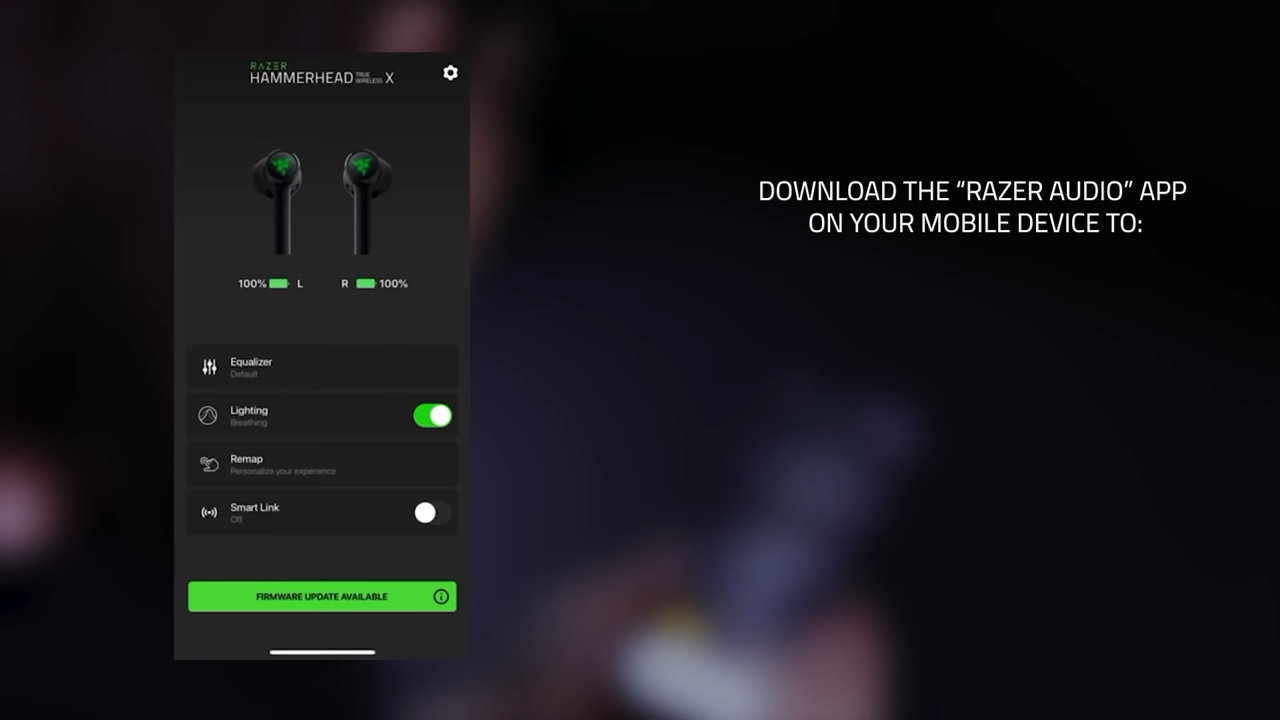 RAZER
HAMMERHEAD TRUE WIRELESS X
100% L R 100%
Equalizer
Default
Lighting
Breathing
Remap
Personalize your experience
Smart Link
Off
FIRMWARE UPDATE AVAILABLE
DOWNLOAD THE “RAZER AUDIO” APP
ON YOUR MOBILE DEVICE TO: